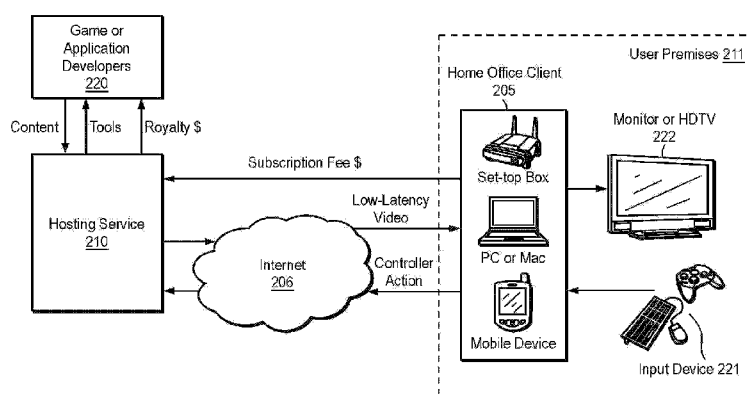 Game or
Application
Developers
220
Content
Tools
Royalty $
Hosting Service
210
Subscription Fee $
Low-Latency
Video
Internet
206
Controller
Action
User Premises 211
Home Office Client
205
Set-top Box
PC or Mac
Mobile Device
Monitor or HDTV
222
Input Device 221